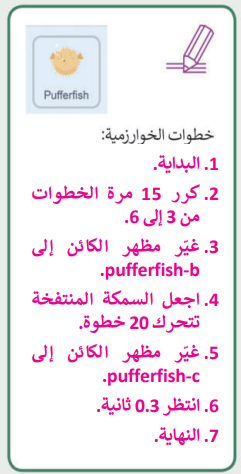 Pufferfish
خطوات الخوارزمية:
1. البداية.
2. كرر 15 مرة الخطوات
من 3 إلى 6.
3. غيّر مظهر الكائن إلى
pufferfish-b.
4. اجعل السمكة المنتفخة
تتحرك 20 خطوة.
5. غيّر مظهر الكائن إلى
pufferfish-c.
6. انتظر 0.3 ثانية.
7. النهاية.